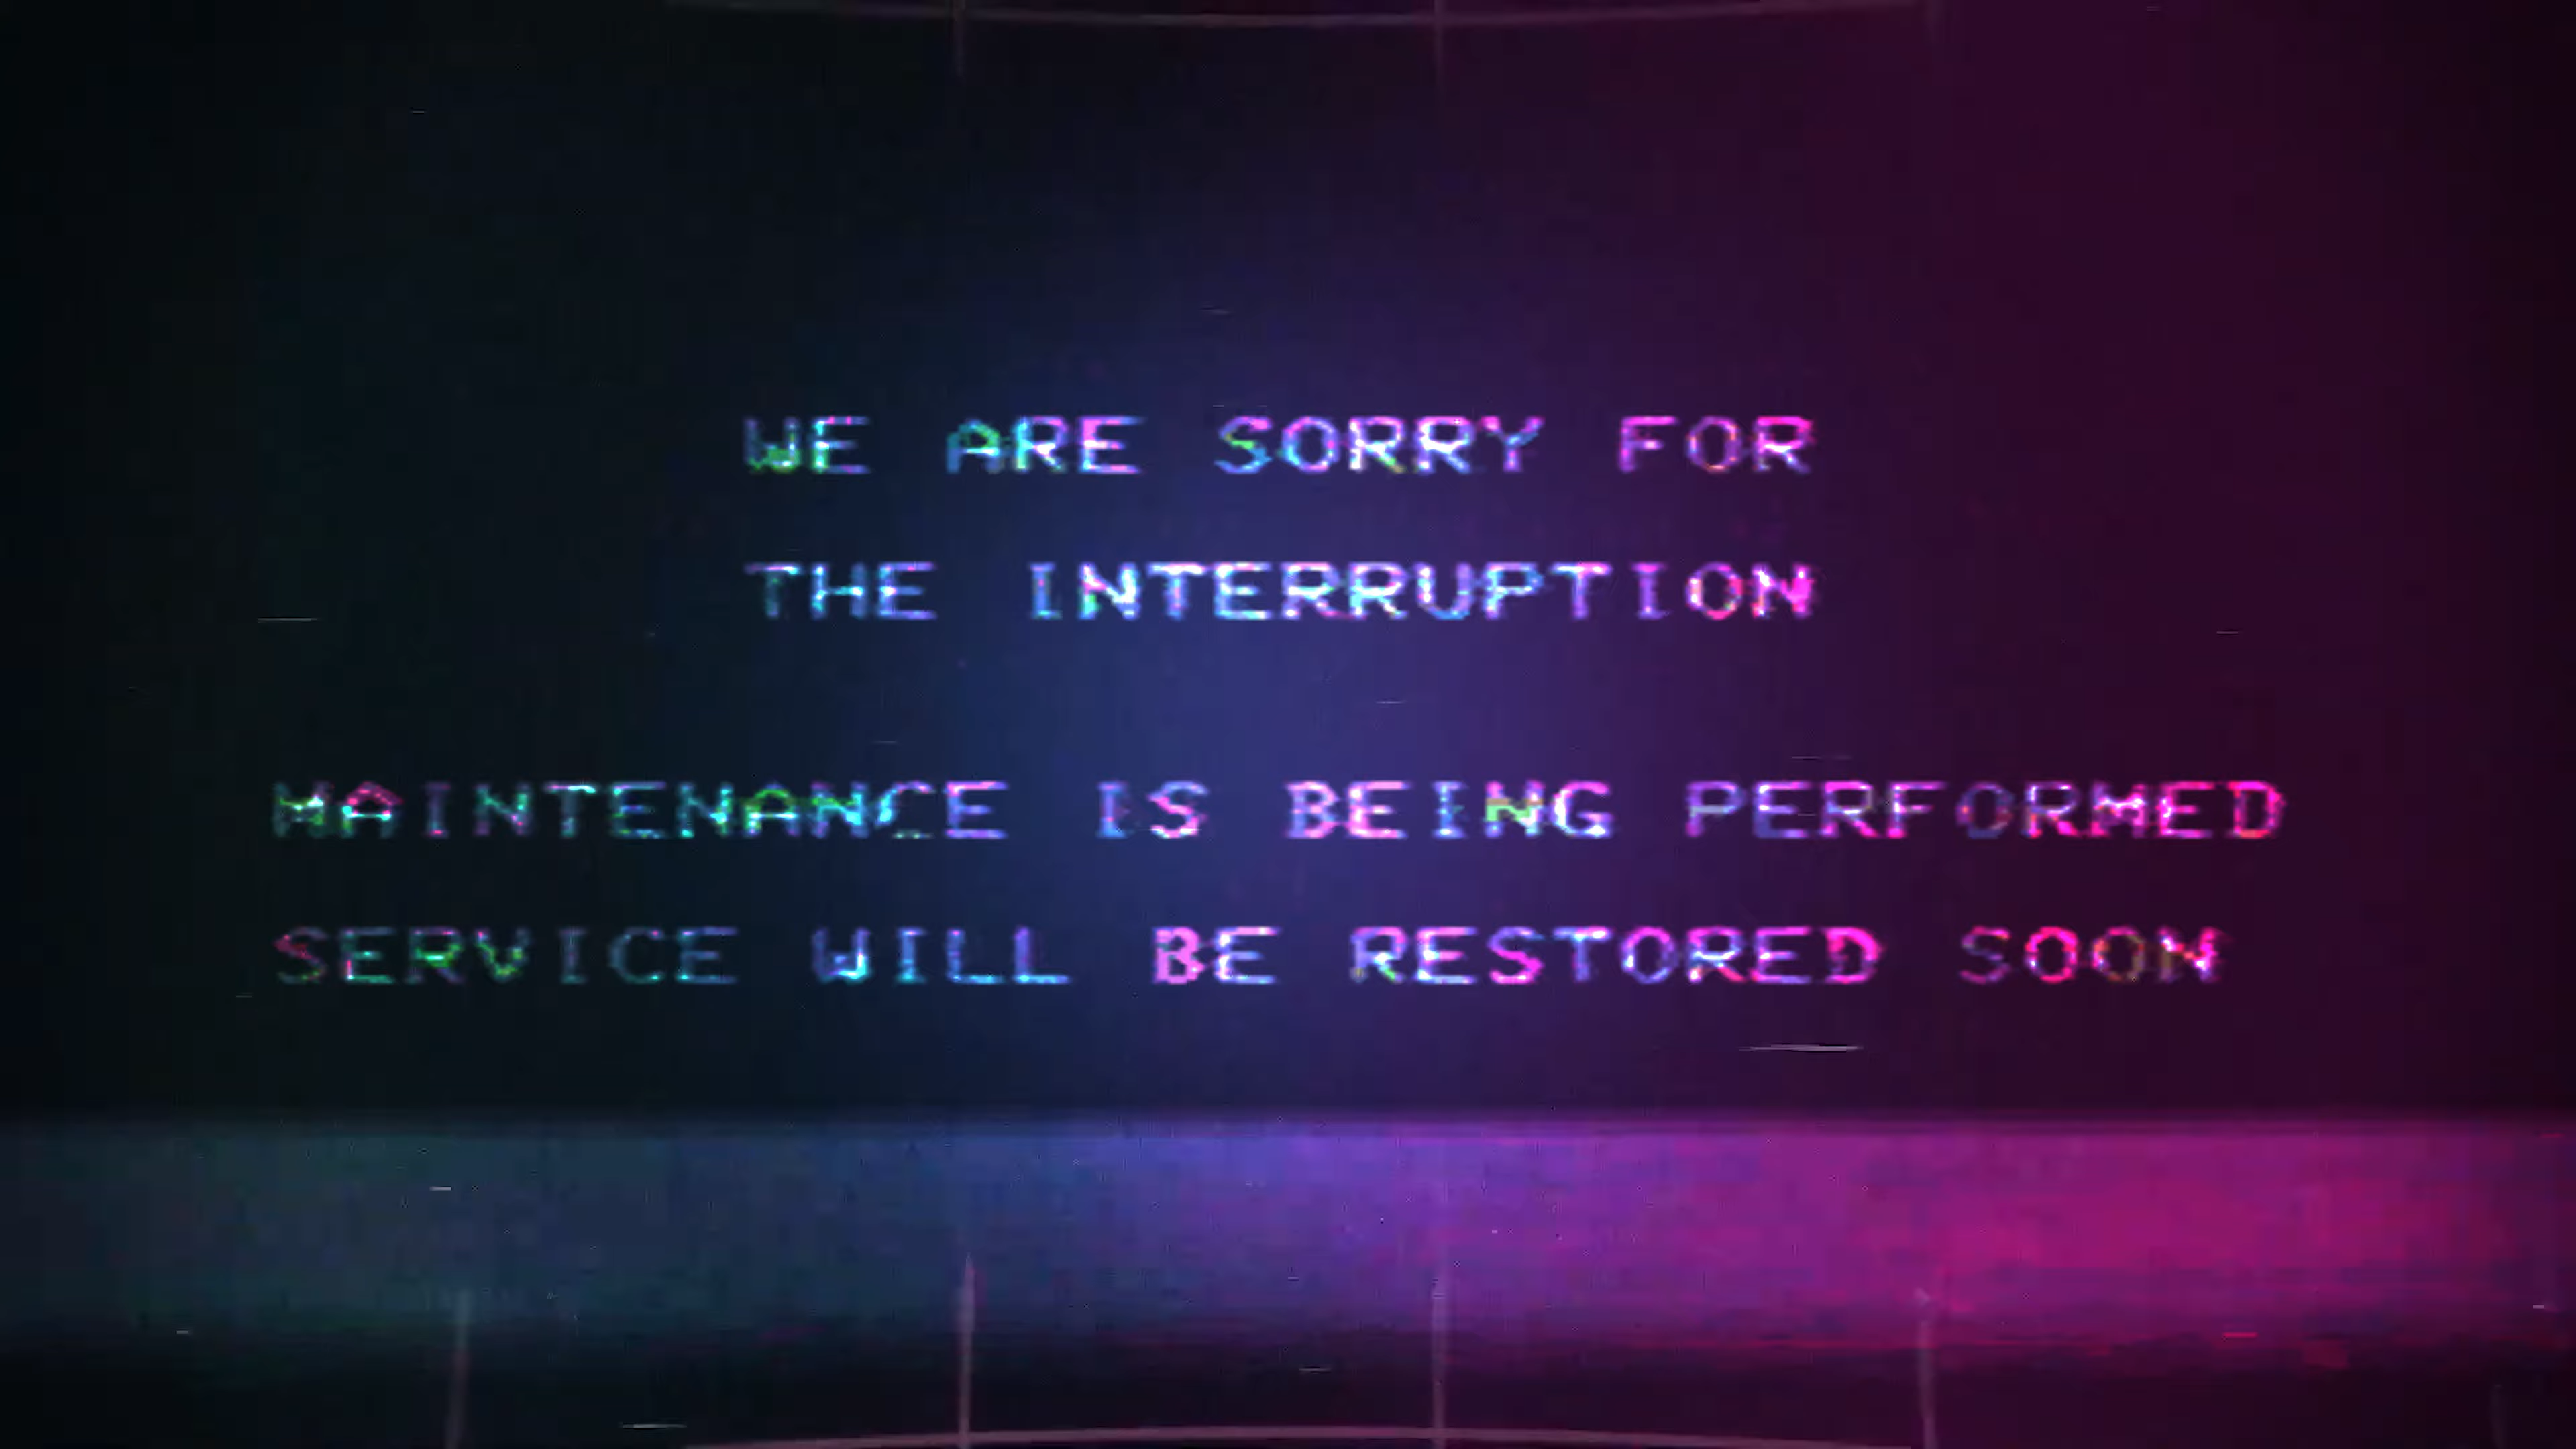 WE ARE SORRY FOR
THE INTERRUPTION
MAINTENANCE IS BEING PERFORMED
SERVICE WILL BE RESTORED SOON